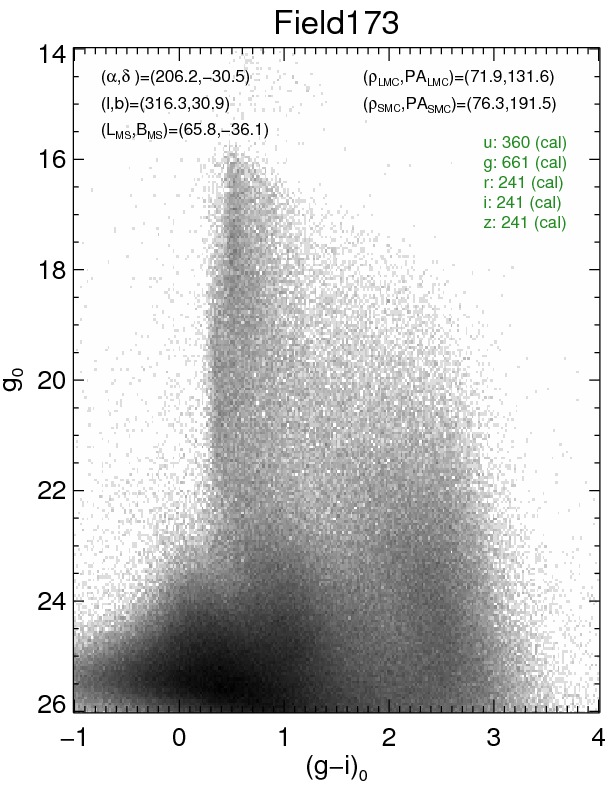 Field173
(α,δ )=(206.2,−30.5)
(l,b)=(316.3,30.9)
(LMS,BMS)=(65.8,−36.1)
(ρLMC,PALMC)=(71.9,131.6)
(ρSMC,PASMC)=(76.3,191.5)
u: 360 (cal)
g: 661 (cal)
r: 241 (cal)
i: 241 (cal)
z: 241 (cal)
14
16
18
20
22
24
26
g0
−1 0 1 2 3 4
(g−i)0